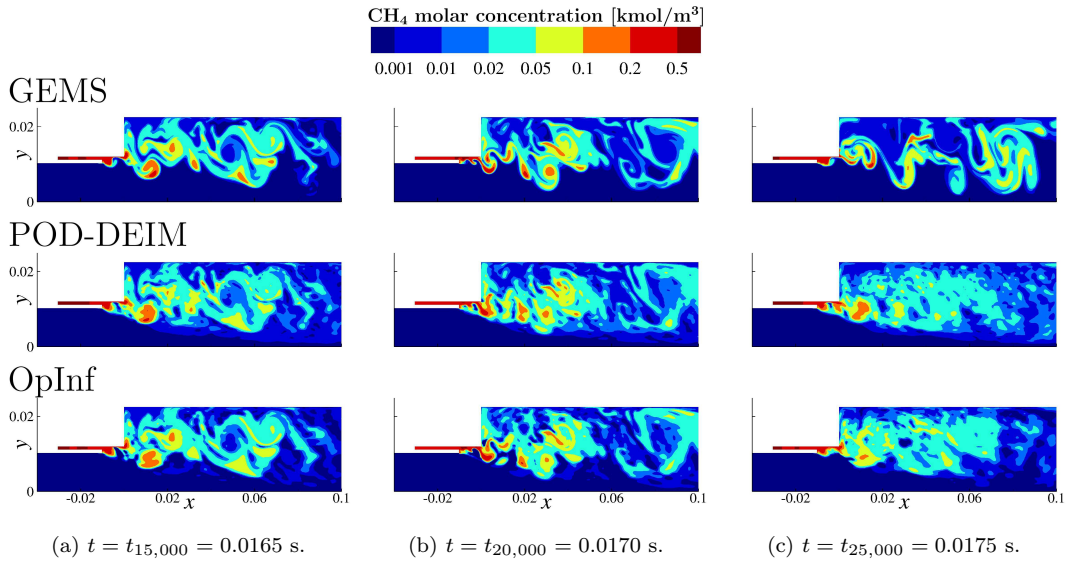 CH₄ molar concentration [kmol/m³]
0.001 0.01 0.02 0.05 0.1 0.2 0.5
GEMS
0.02
y
0
POD-DEIM
0.02
y
0
OpInf
0.02
y
0
-0.02 0.02 0.06 0.1 -0.02 0.02 0.06 0.1 0.02 0.06 0.1
x x x
(a) t = t₁₅,₀₀₀ = 0.0165 s. (b) t = t₂₀,₀₀₀ = 0.0170 s. (c) t = t₂₅,₀₀₀ = 0.0175 s.